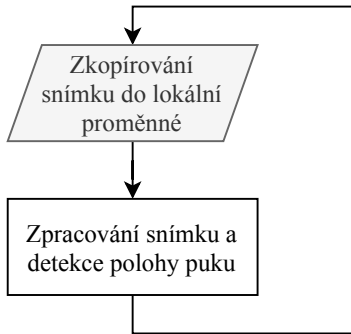 Zkopírování
snímku do lokální
proměnné
Zpracování snímku a
detekce polohy puku